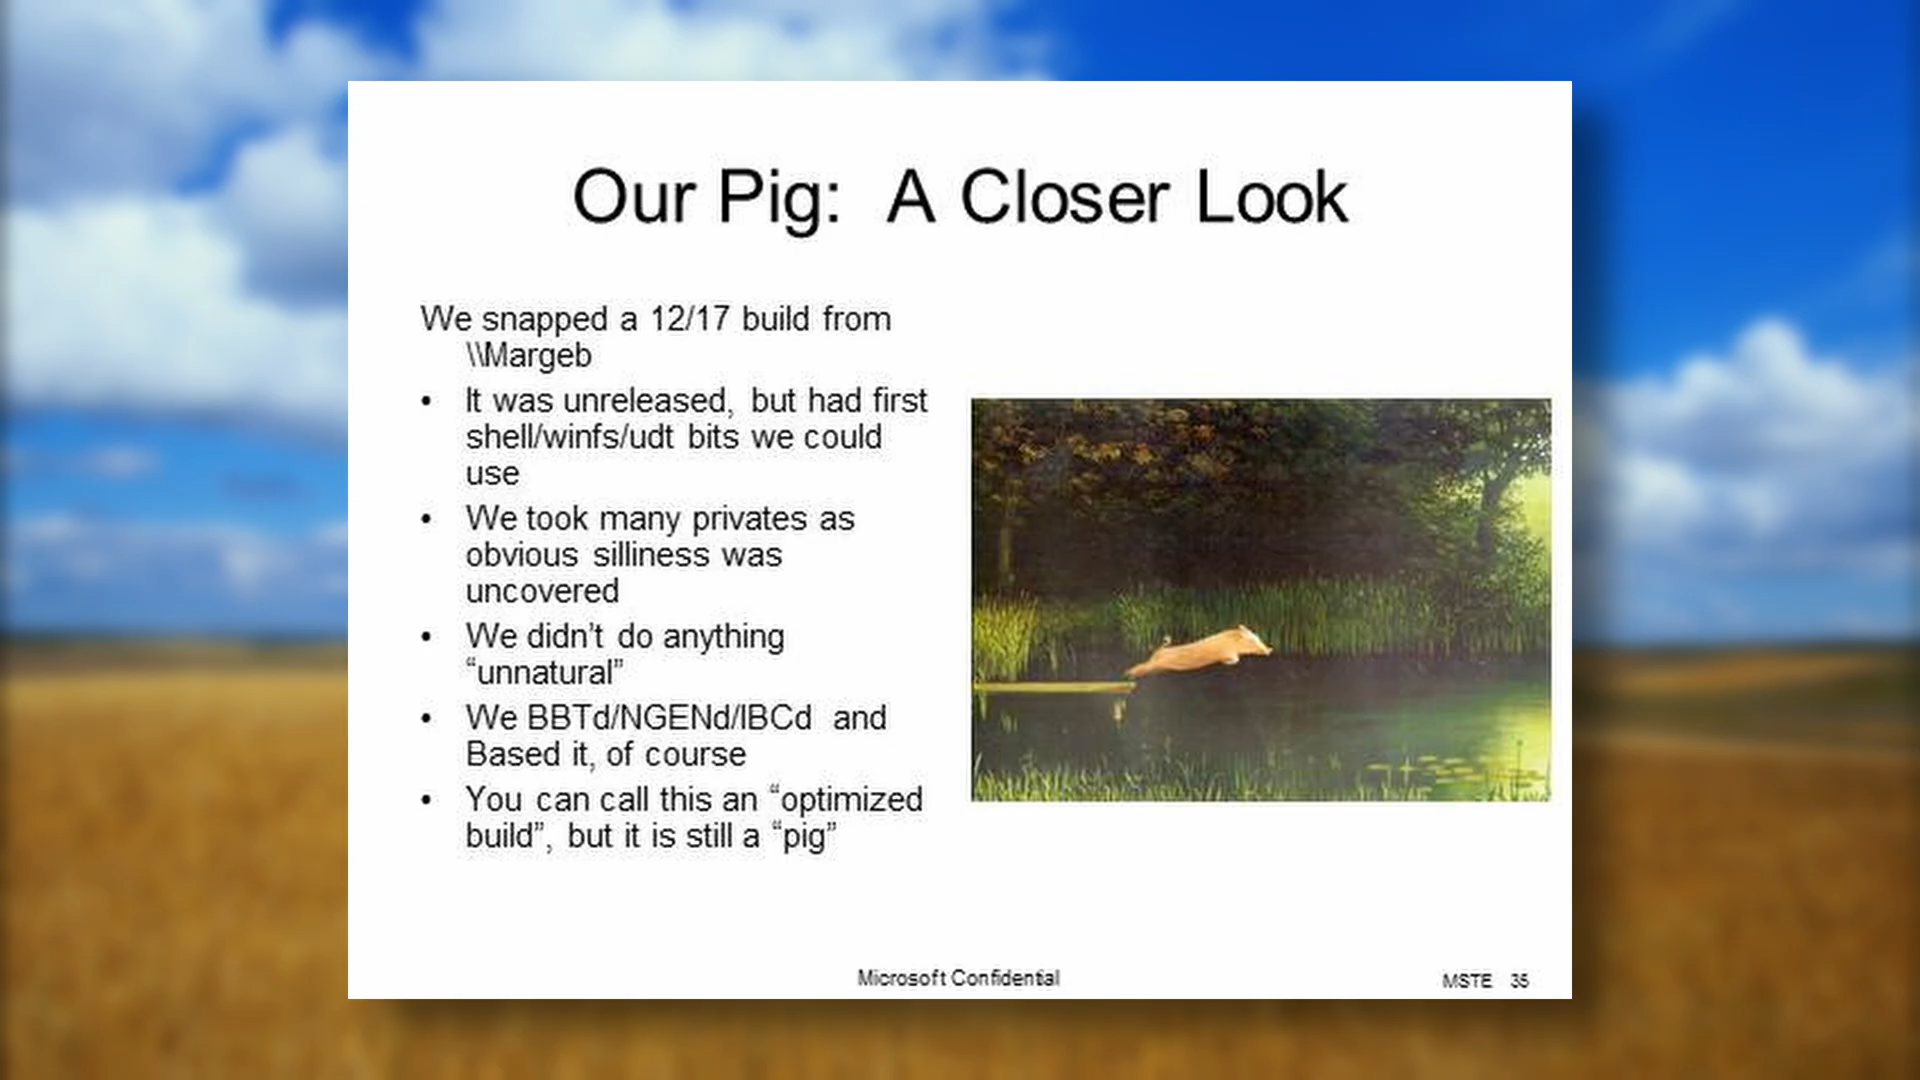 Our Pig: A Closer Look
We snapped a 12/17 build from
\\Margeb
• It was unreleased, but had first
shell/winfs/udt bits we could
use
• We took many privates as
obvious silliness was
uncovered
• We didn’t do anything
“unnatural”
• We BBTd/NGENd/IBCd and
Based it, of course
• You can call this an “optimized
build”, but it is still a “pig”
Microsoft Confidential
MSTE 35